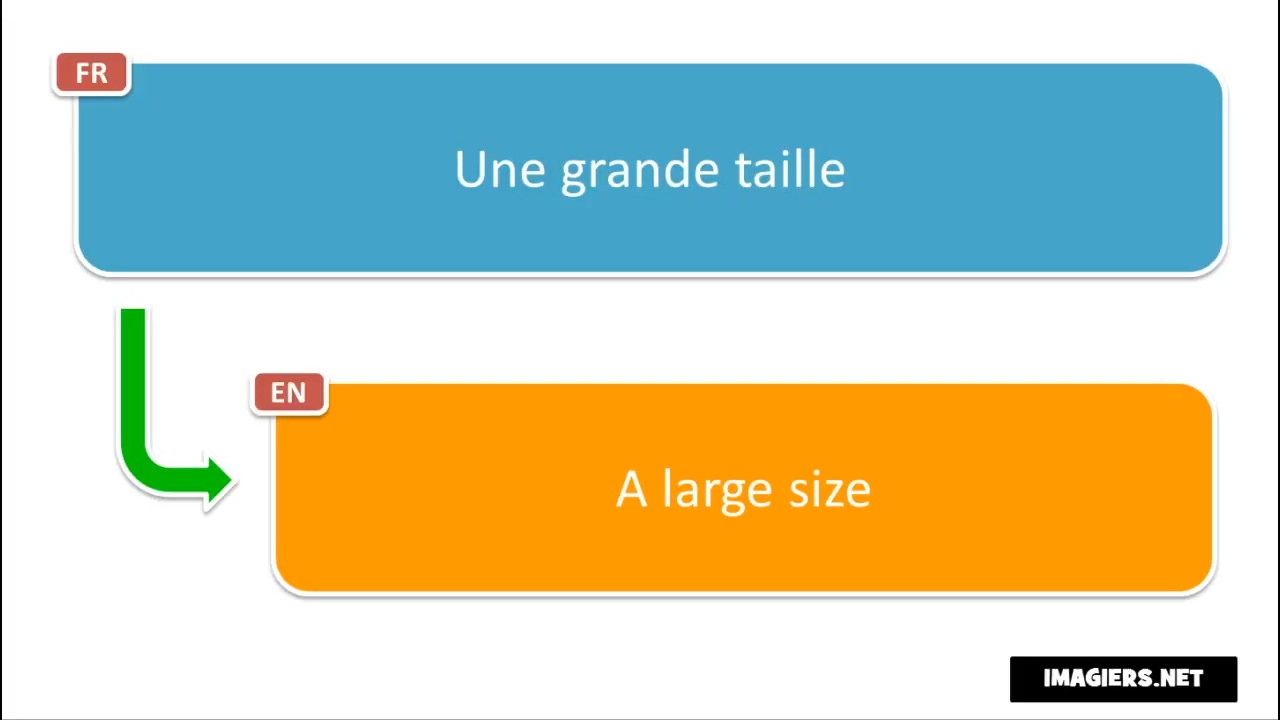 FR
Une grande taille
EN
A large size
IMAGIERS.NET